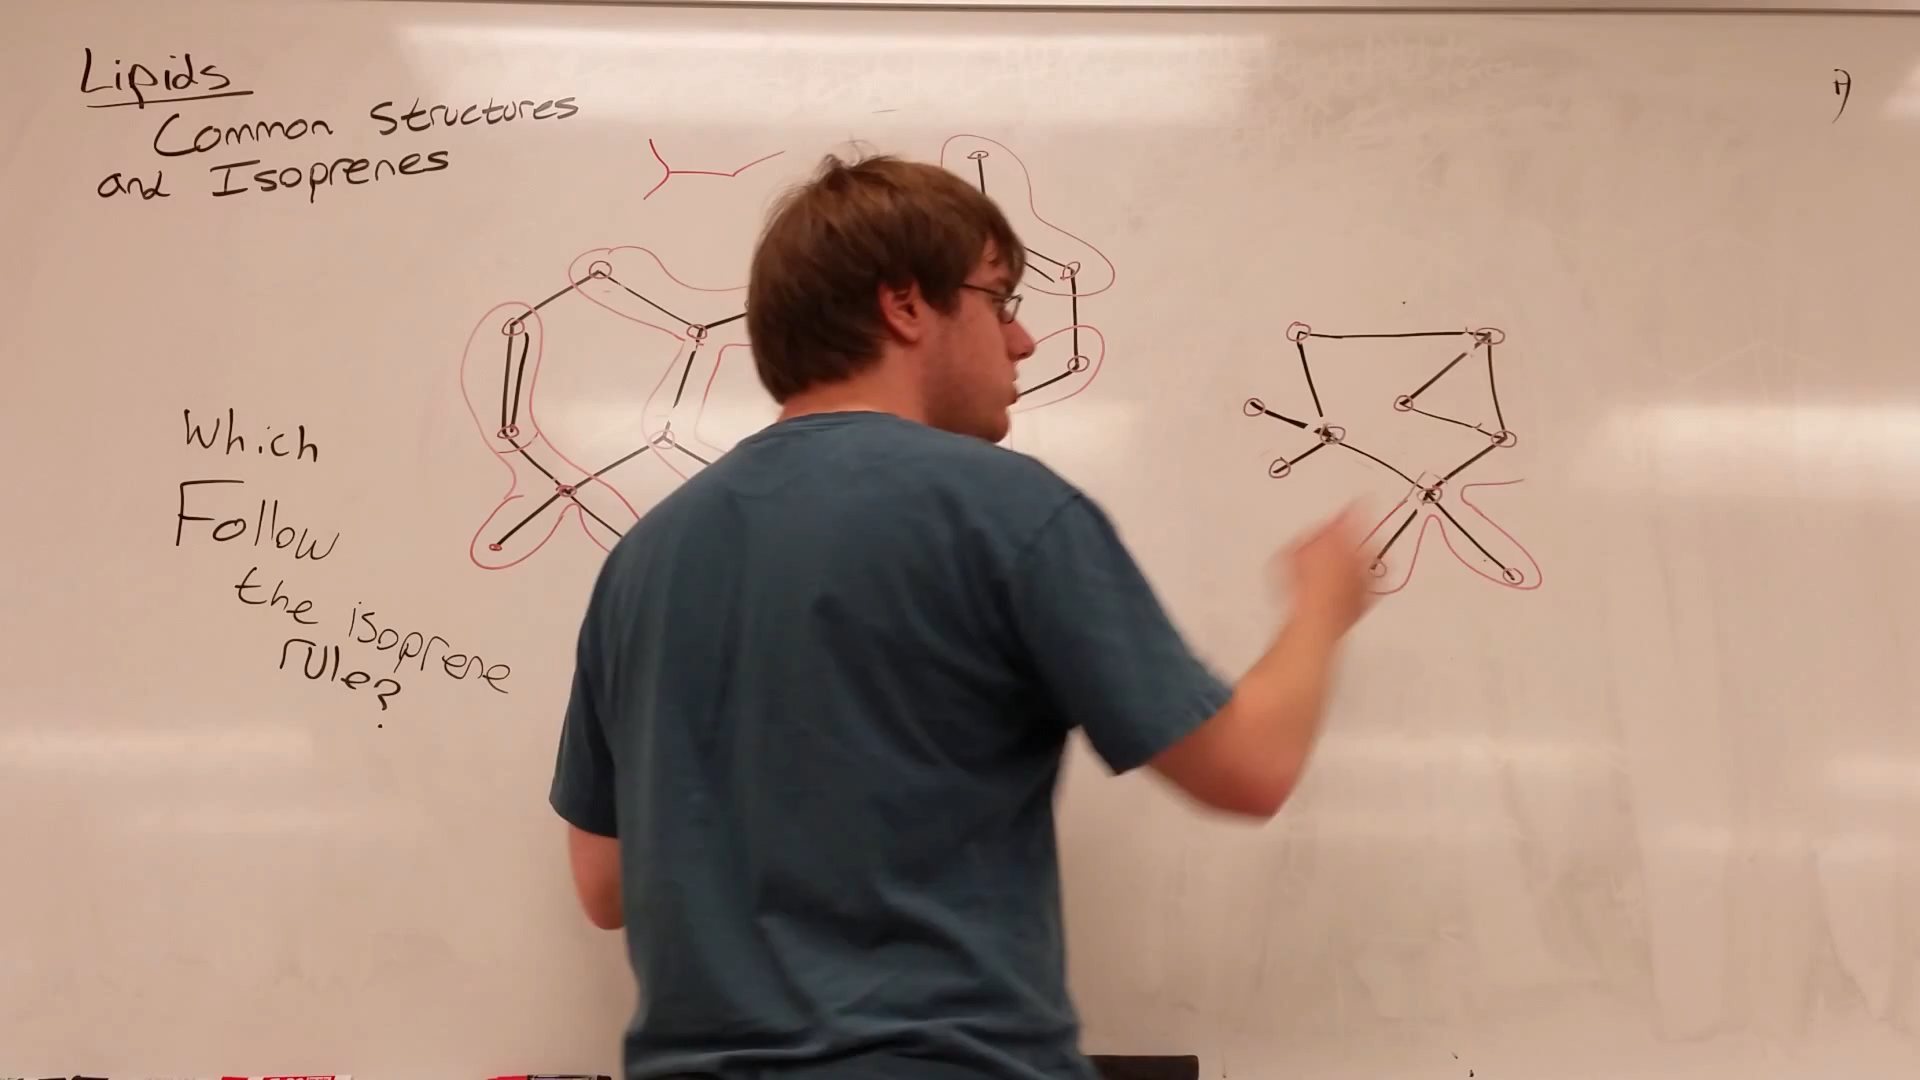 Lipids
Common Structures
and Isoprenes
Which
Follow
the isoprene
rule?